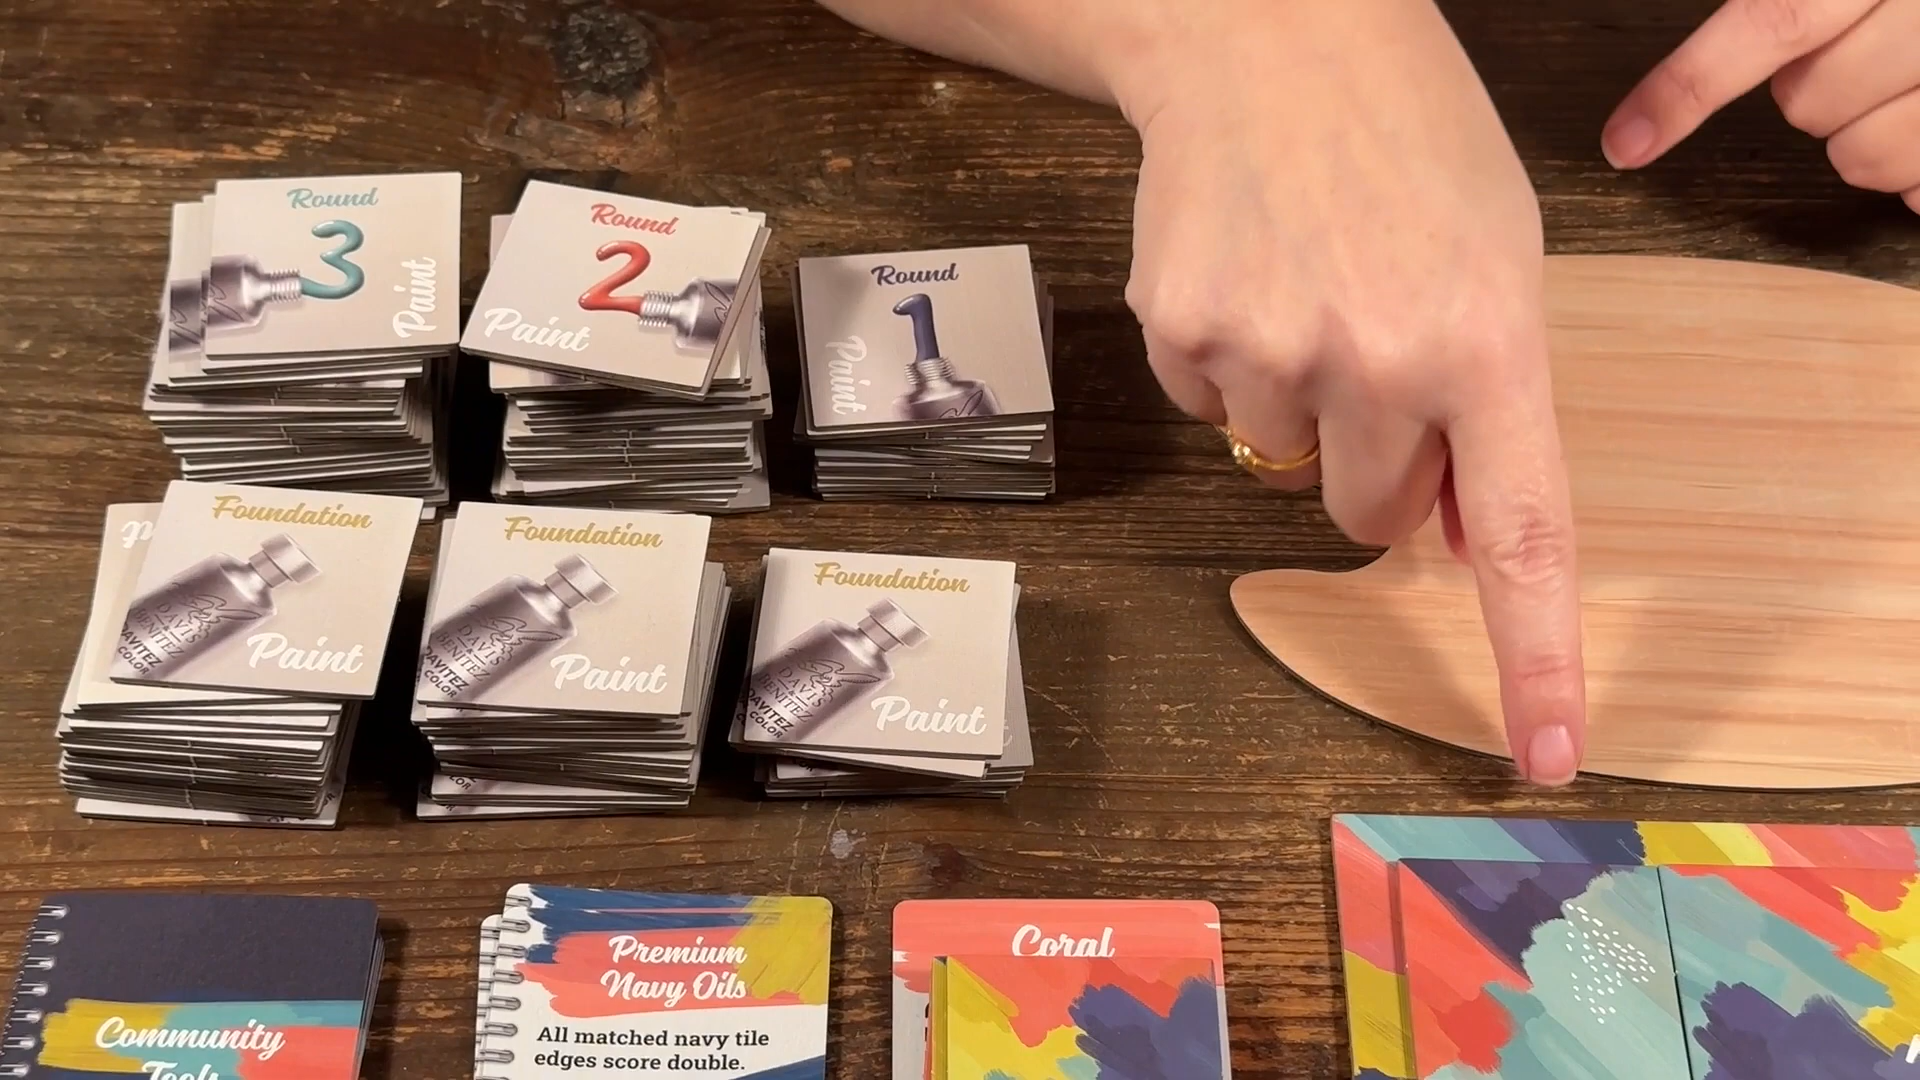 Round
3
Paint
Round
2
Paint
Round
1
Paint
Foundation
DAVIS
&
BENITEZ
DAVITEZ
COLOR
Paint
Foundation
DAVIS
&
BENITEZ
DAVITEZ
COLOR
Paint
Foundation
DAVIS
&
BENITEZ
DAVITEZ
COLOR
Paint
Community
Tools
Premium
Navy Oils
All matched navy tile
edges score double.
Coral